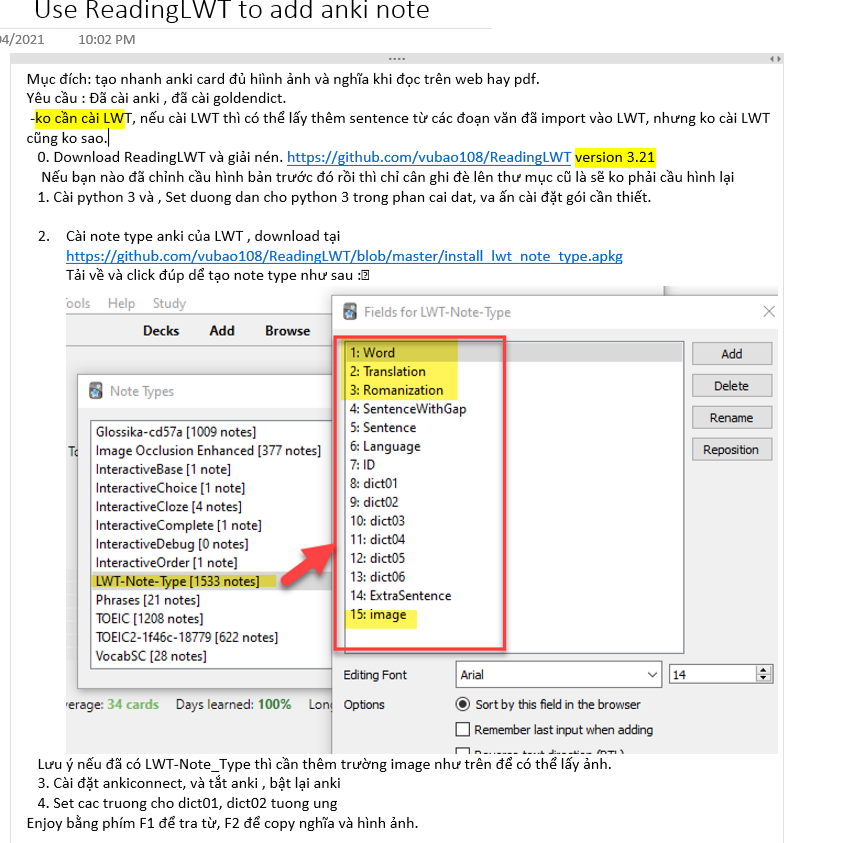 Use ReadingLWT to add anki note
04/2021 10:02 PM
Mục đích: tạo nhanh anki card đủ hiình ảnh và nghĩa khi đọc trên web hay pdf.
Yêu cầu : Đã cài anki , đã cài goldendict.
-ko cần cài LWT, nếu cài LWT thì có thể lấy thêm sentence từ các đoạn văn đã import vào LWT, nhưng ko cài LWT
cũng ko sao.
0. Download ReadingLWT và giải nén. https://github.com/vubao108/ReadingLWT version 3.21
Nếu bạn nào đã chỉnh cầu hình bản trước đó rồi thì chỉ cân ghi đè lên thư mục cũ là sẽ ko phải cầu hình lại
1. Cài python 3 và , Set duong dan cho python 3 trong phan cai dat, va ấn cài đặt gói cần thiết.
2. Cài note type anki của LWT , download tại
https://github.com/vubao108/ReadingLWT/blob/master/install_lwt_note_type.apkg
Tải về và click đúp dể tạo note type như sau :
Tools Help Study
Decks Add Browse
Note Types
Glossika-cd57a [1009 notes]
Image Occlusion Enhanced [377 notes]
InteractiveBase [1 note]
InteractiveChoice [1 note]
InteractiveCloze [4 notes]
InteractiveComplete [1 note]
InteractiveDebug [0 notes]
InteractiveOrder [1 note]
LWT-Note-Type [1533 notes]
Phrases [21 notes]
TOEIC [1208 notes]
TOEIC2-1f46c-18779 [622 notes]
VocabSC [28 notes]
verage: 34 cards Days learned: 100% Lon
Fields for LWT-Note-Type
1: Word
2: Translation
3: Romanization
4: SentenceWithGap
5: Sentence
6: Language
7: ID
8: dict01
9: dict02
10: dict03
11: dict04
12: dict05
13: dict06
14: ExtraSentence
15: image
Add
Delete
Rename
Reposition
Editing Font Arial 14
Options Sort by this field in the browser
Remember last input when adding
Reverse text direction (RTL)
Lưu ý nếu đã có LWT-Note_Type thì cần thêm trường image như trên để có thể lấy ảnh.
3. Cài đặt ankiconnect, và tắt anki , bật lại anki
4. Set cac truong cho dict01, dict02 tuong ung
Enjoy bằng phím F1 để tra từ, F2 để copy nghĩa và hình ảnh.